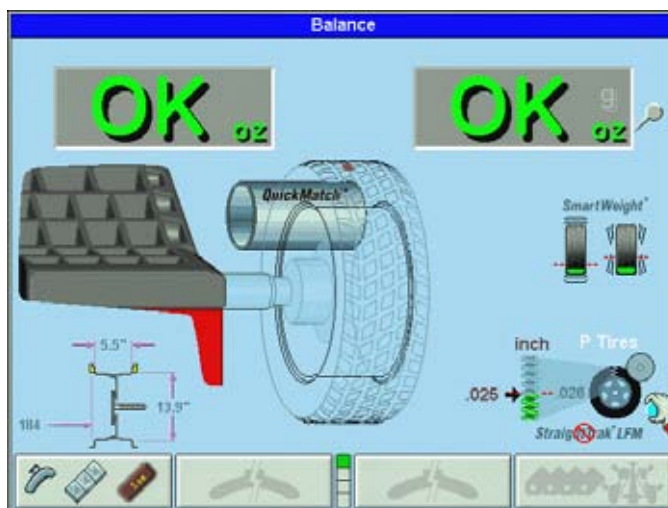 Balance
OK oz
OK g oz
QuickMatch
SmartWeight
5.5"
13.9"
184
inch
P Tires
.025
.026
StraightTrak LFM